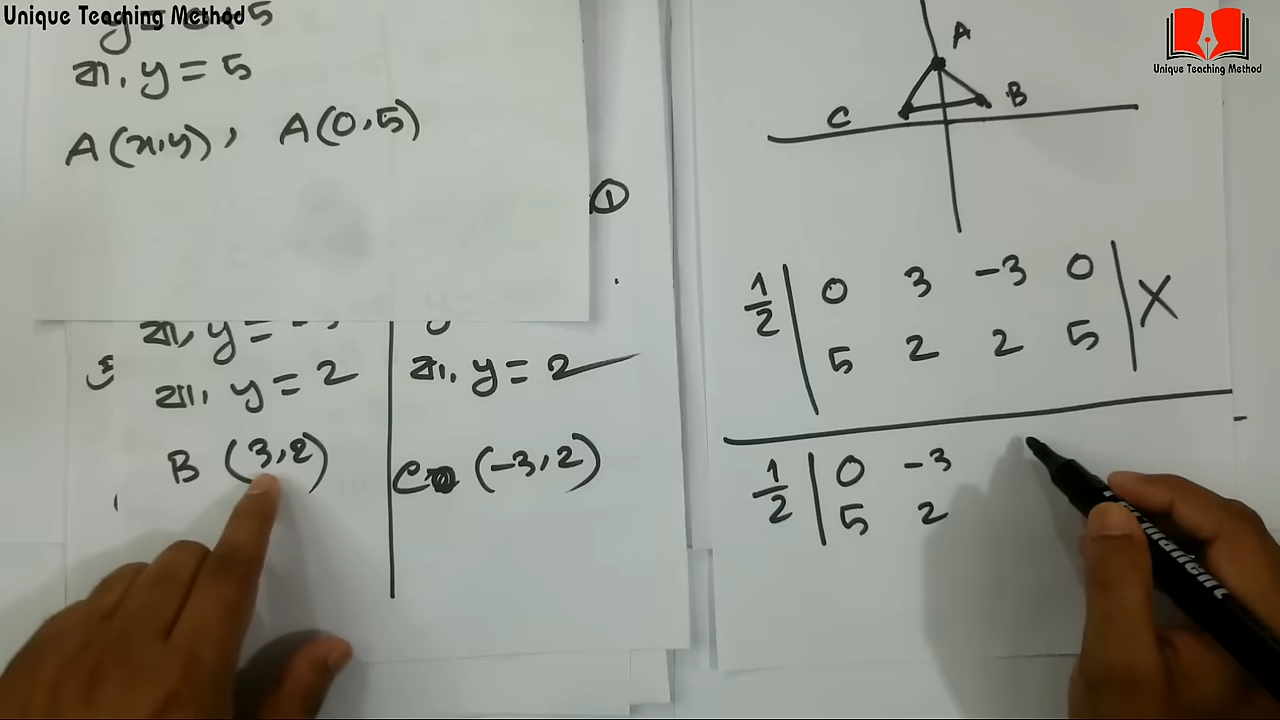 Unique Teaching Method
বা, y = 5
A(x,y), A(0,5)
①
বা, y =
বা, y = 2
B (3,2)
বা, y = 2
C (-3,2)
A
B
C
1/2 | 0 3 -3 0 | X
5 2 2 5
1/2 | 0 -3
5 2
Permanent
Unique Teaching Method